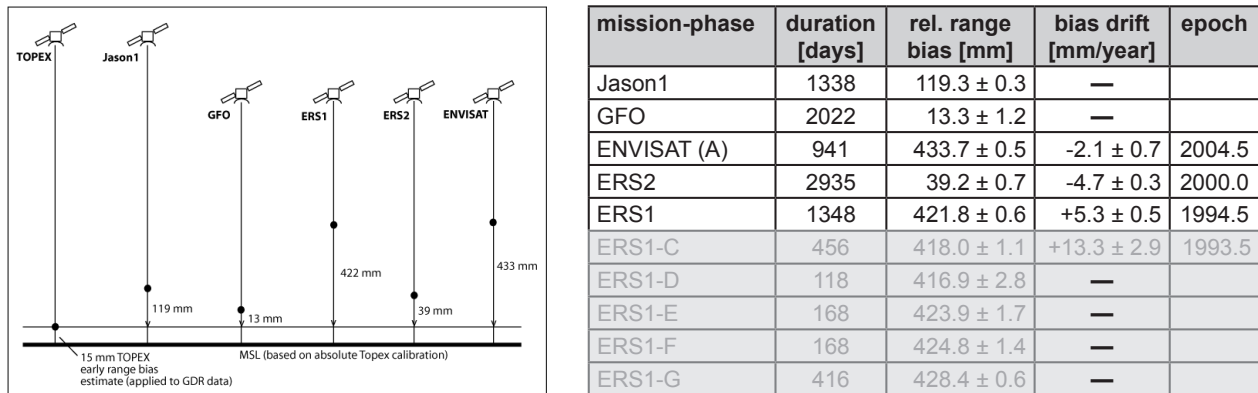 TOPEX
Jason1
GFO
ERS1
ERS2
ENVISAT
422 mm
433 mm
119 mm
13 mm
39 mm
15 mm TOPEX
early range bias
estimate (applied to GDR data)
MSL (based on absolute Topex calibration)
mission-phase duration [days] rel. range bias [mm] bias drift [mm/year] epoch
Jason1 1338 119.3 ± 0.3 —
GFO 2022 13.3 ± 1.2 —
ENVISAT (A) 941 433.7 ± 0.5 -2.1 ± 0.7 2004.5
ERS2 2935 39.2 ± 0.7 -4.7 ± 0.3 2000.0
ERS1 1348 421.8 ± 0.6 +5.3 ± 0.5 1994.5
ERS1-C 456 418.0 ± 1.1 +13.3 ± 2.9 1993.5
ERS1-D 118 416.9 ± 2.8 —
ERS1-E 168 423.9 ± 1.7 —
ERS1-F 168 424.8 ± 1.4 —
ERS1-G 416 428.4 ± 0.6 —